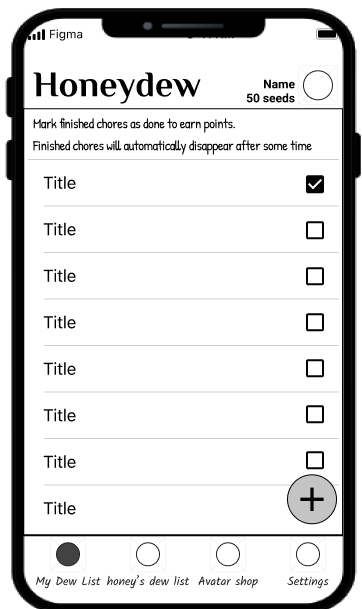 Figma
Honeydew
Name
50 seeds
Mark finished chores as done to earn points.
Finished chores will automatically disappear after some time
Title
Title
Title
Title
Title
Title
Title
Title
My Dew List honey's dew list Avatar shop Settings